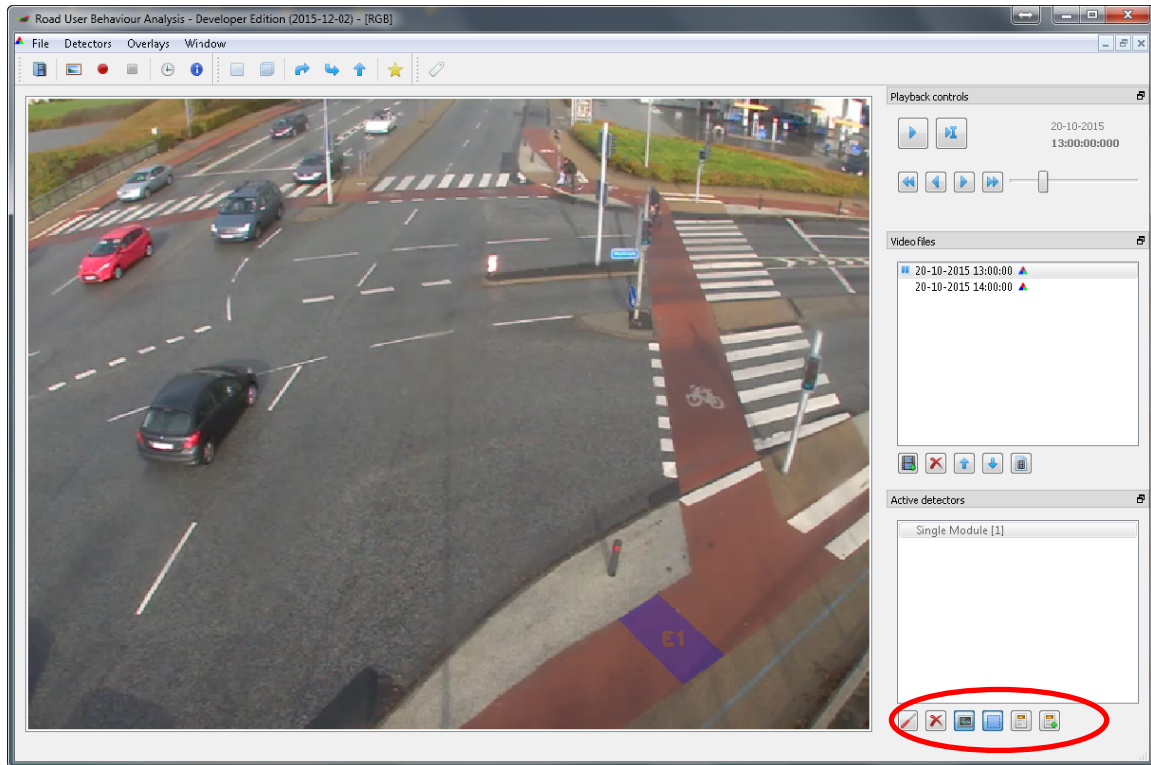 Road User Behaviour Analysis - Developer Edition (2015-12-02) - [RGB]
File Detectors Overlays Window
Playback controls
20-10-2015
13:00:00:000
Video files
20-10-2015 13:00:00
20-10-2015 14:00:00
Active detectors
Single Module [1]
E1